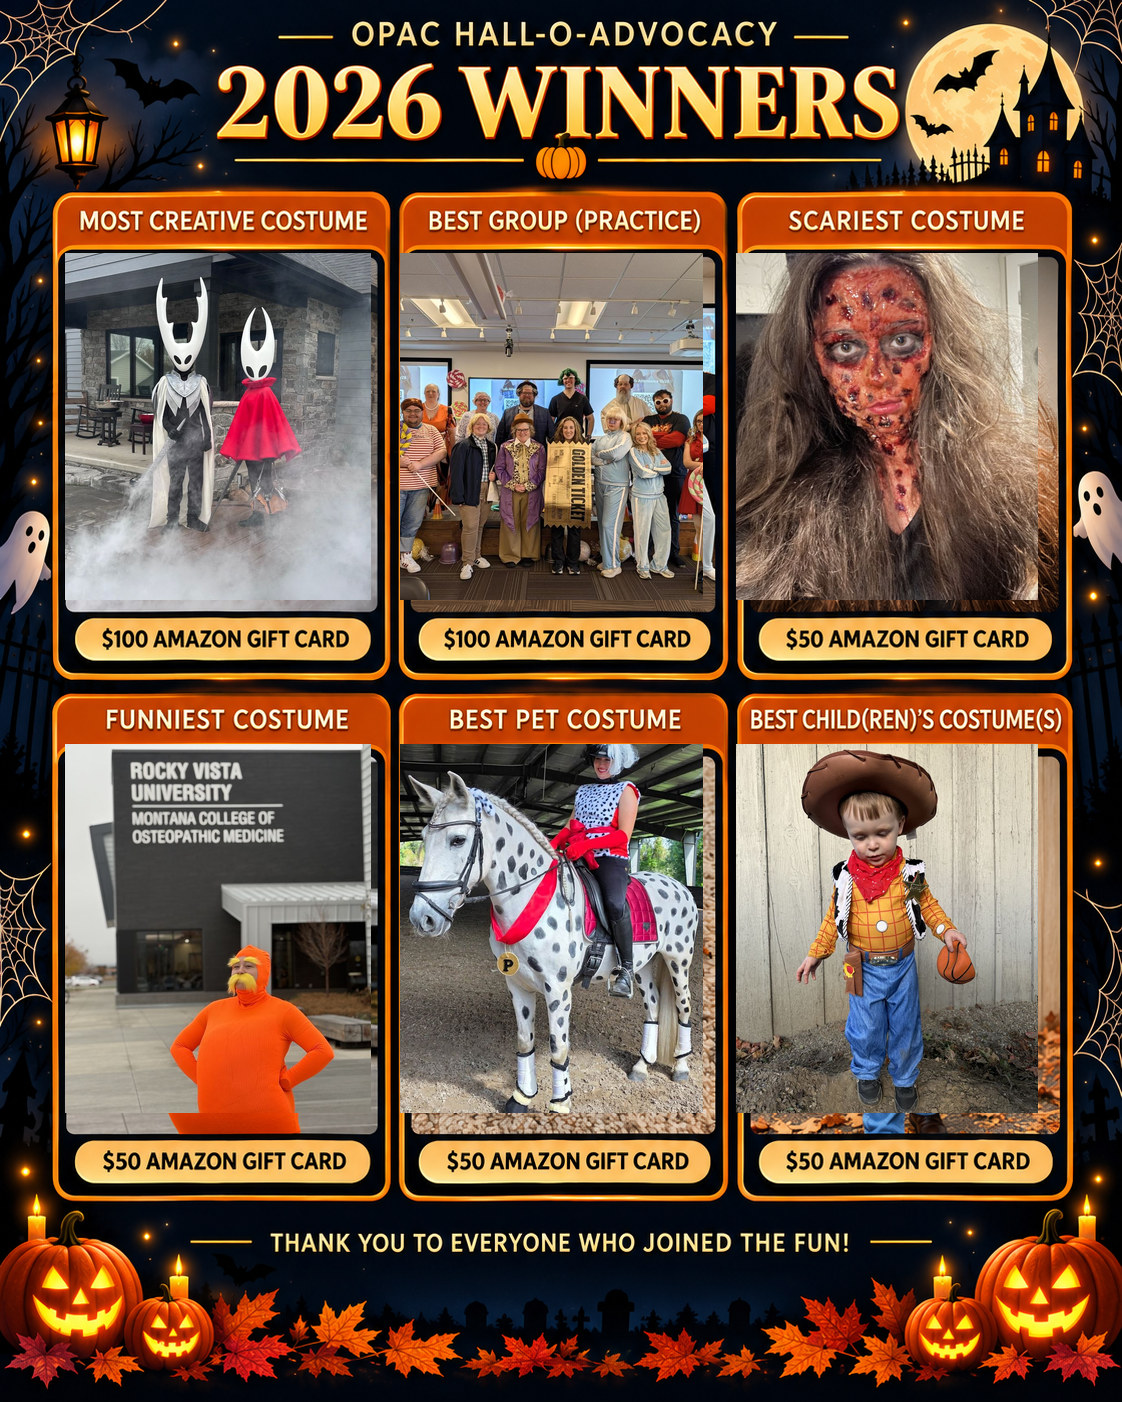 OPAC HALL-O-ADVOCACY
2026 WINNERS
MOST CREATIVE COSTUME
BEST GROUP (PRACTICE)
SCARIEST COSTUME
GOLDEN TICKET
$100 AMAZON GIFT CARD
$100 AMAZON GIFT CARD
$50 AMAZON GIFT CARD
FUNNIEST COSTUME
BEST PET COSTUME
BEST CHILD(REN)'S COSTUME(S)
ROCKY VISTA
UNIVERSITY
MONTANA COLLEGE OF
OSTEOPATHIC MEDICINE
P
$50 AMAZON GIFT CARD
$50 AMAZON GIFT CARD
$50 AMAZON GIFT CARD
THANK YOU TO EVERYONE WHO JOINED THE FUN!